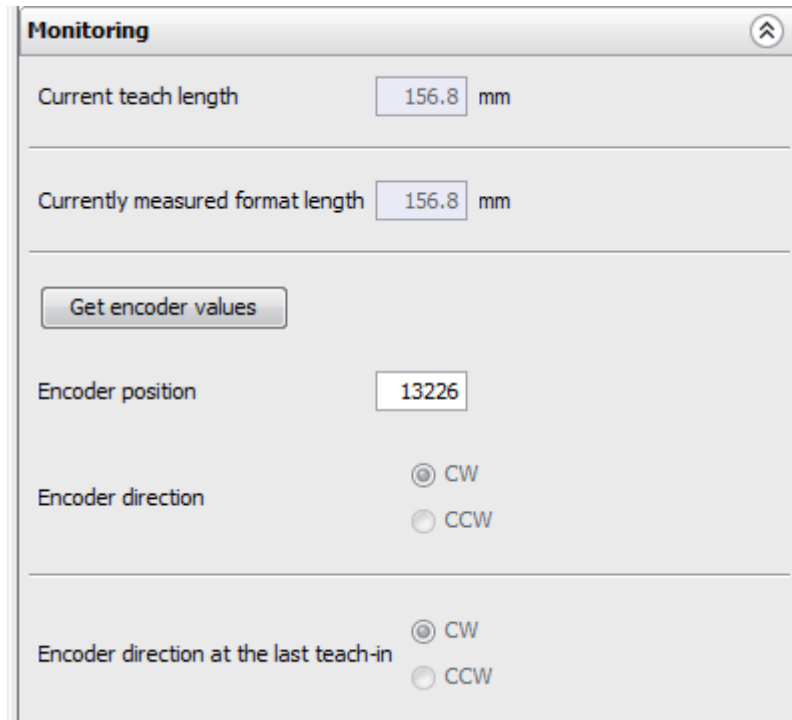 Monitoring
Current teach length 156.8 mm
Currently measured format length 156.8 mm
Get encoder values
Encoder position 13226
CW
Encoder direction
CCW
CW
Encoder direction at the last teach-in
CCW